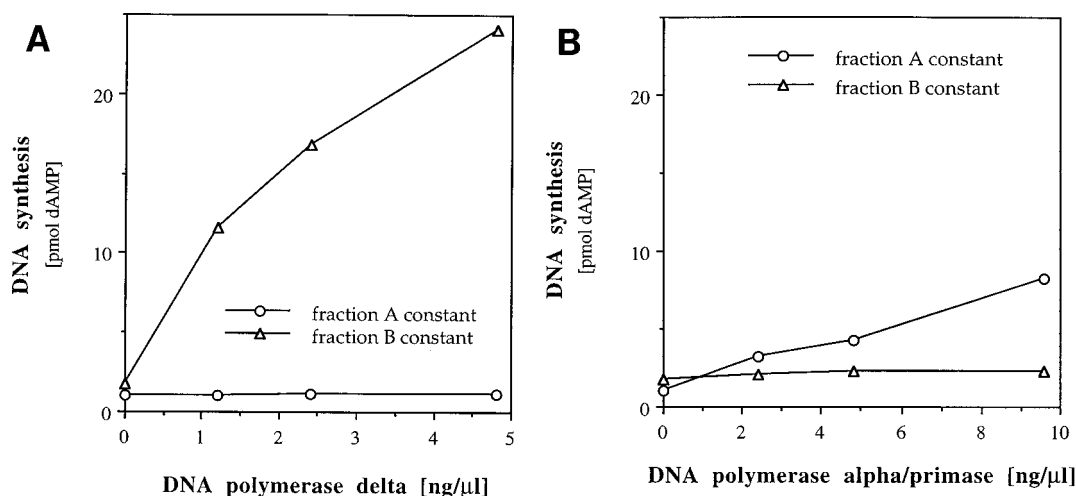 A
DNA synthesis
[pmol dAMP]
20
10
0
fraction A constant
fraction B constant
0 1 2 3 4 5
DNA polymerase delta [ng/µl]
B
DNA synthesis
[pmol dAMP]
20
10
0
fraction A constant
fraction B constant
0 2 4 6 8 10
DNA polymerase alpha/primase [ng/µl]